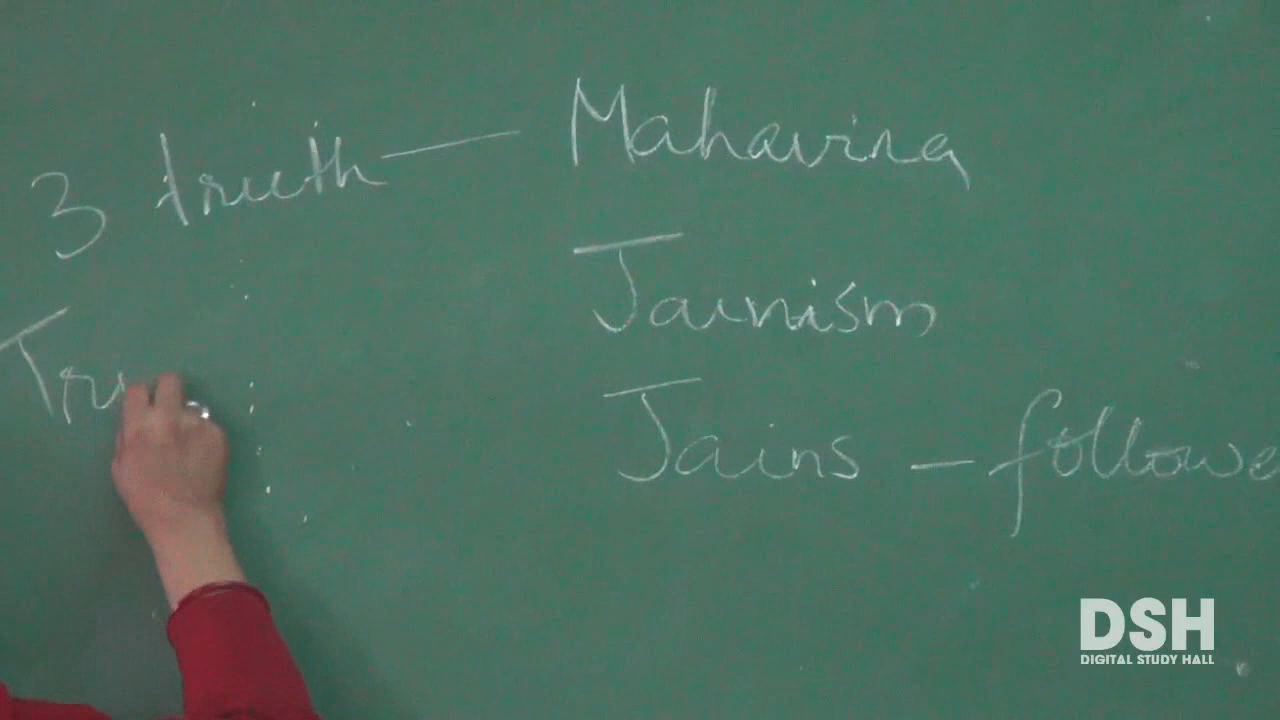 3 truth — Mahavira
Jainism
Tru
Jains — followe
DSH
DIGITAL STUDY HALL